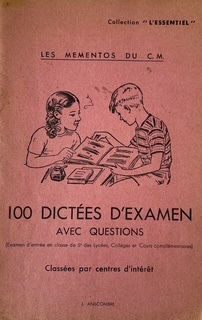 Collection "L'ESSENTIEL"
LES MEMENTOS DU C.M.
100 DICTÉES D'EXAMEN
AVEC QUESTIONS
(Examen d'entrée en classe de 6e des Lycées, Collèges et Cours complémentaires)
Classées par centres d'intérêt
J. ANSCOMBRE